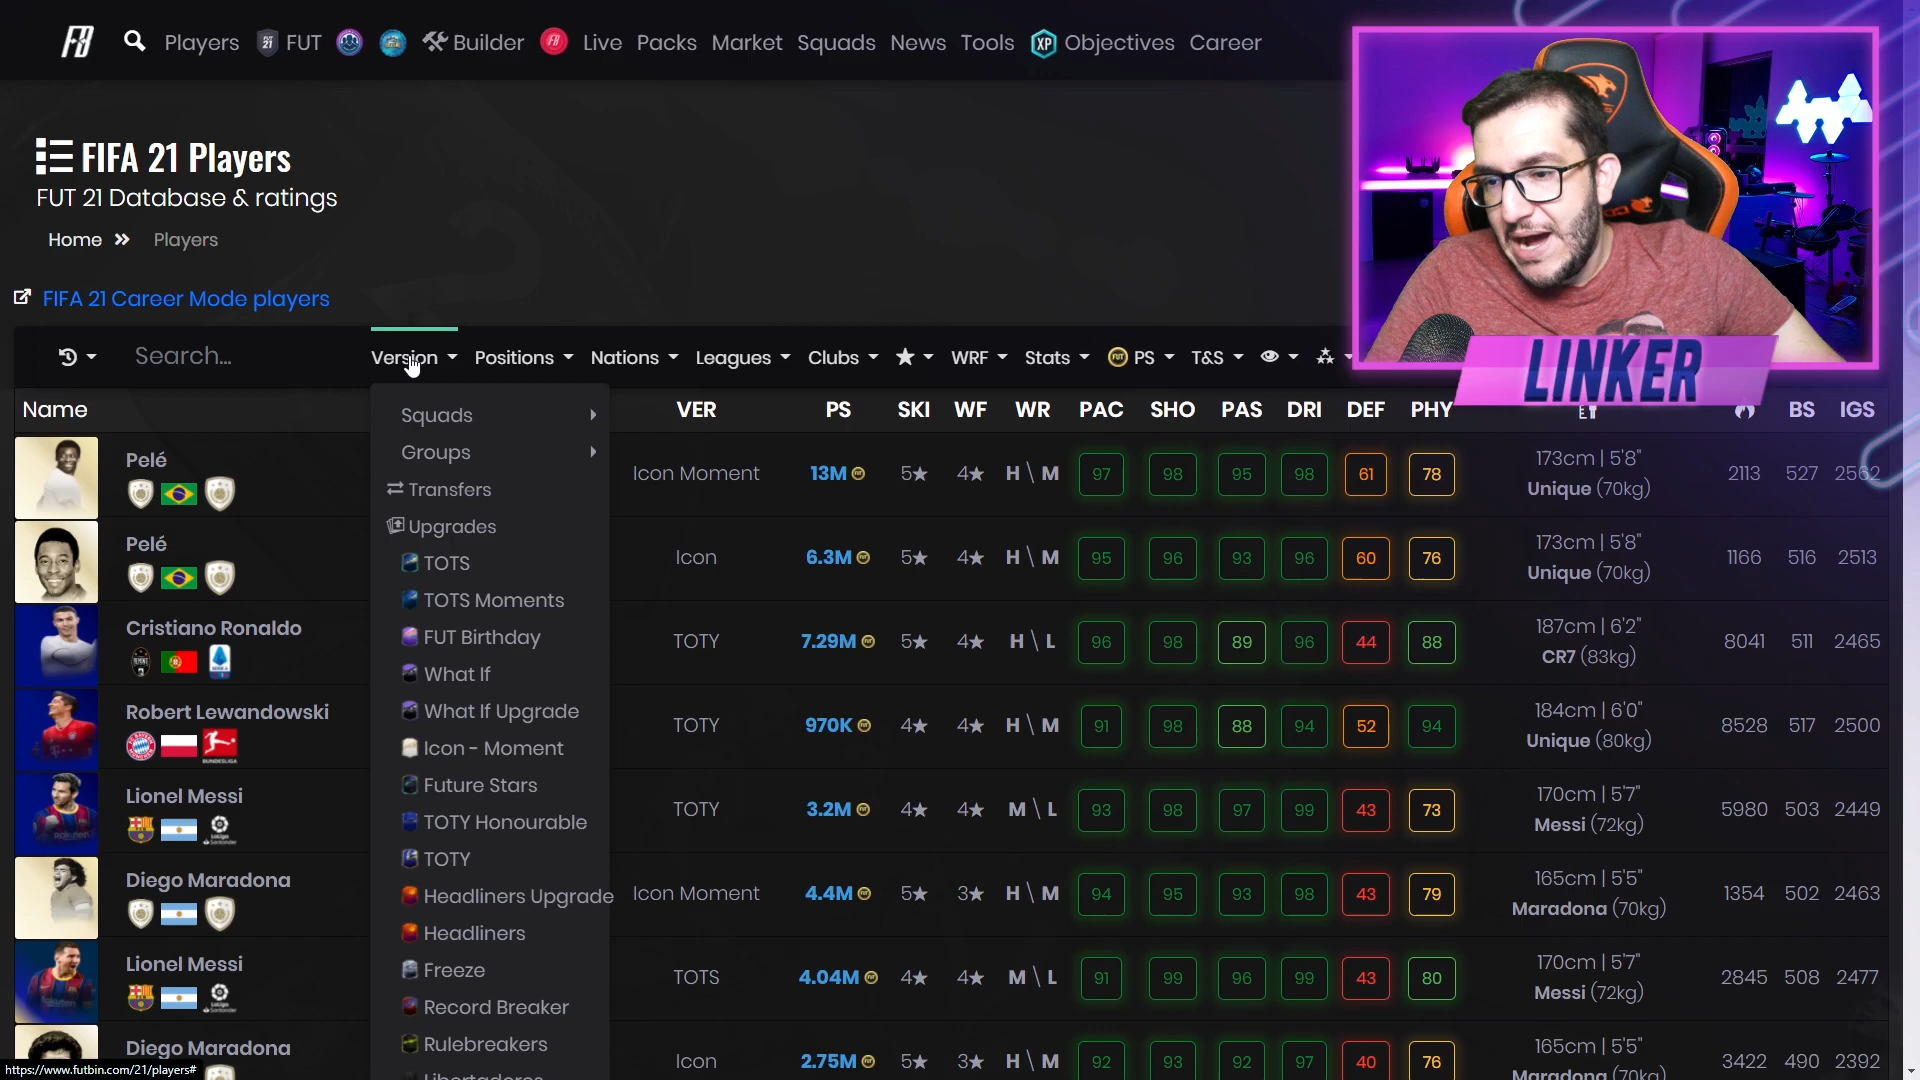 Players FUT Builder Live Packs Market Squads News Tools XP Objectives Career
FIFA 21 Players
FUT 21 Database & ratings
Home » Players
FIFA 21 Career Mode players
Search... Version Positions Nations Leagues Clubs WRF Stats PS T&S
LINKER
Name VER PS SKI WF WR PAC SHO PAS DRI DEF PHY BS IGS
Squads
Groups
Transfers
Upgrades
TOTS
TOTS Moments
FUT Birthday
What If
What If Upgrade
Icon - Moment
Future Stars
TOTY Honourable
TOTY
Headliners Upgrade
Headliners
Freeze
Record Breaker
Rulebreakers
Pelé Icon Moment 13M 5★ 4★ H \ M 97 98 95 98 61 78 173cm | 5'8" 2113 527 2562
Unique (70kg)
Pelé Icon 6.3M 5★ 4★ H \ M 95 96 93 96 60 76 173cm | 5'8" 1166 516 2513
Unique (70kg)
Cristiano Ronaldo TOTY 7.29M 5★ 4★ H \ L 96 98 89 96 44 88 187cm | 6'2" 8041 511 2465
CR7 (83kg)
Robert Lewandowski TOTY 970K 4★ 4★ H \ M 91 98 88 94 52 94 184cm | 6'0" 8528 517 2500
Unique (80kg)
Lionel Messi TOTY 3.2M 4★ 4★ M \ L 93 98 97 99 43 73 170cm | 5'7" 5980 503 2449
Messi (72kg)
Diego Maradona Icon Moment 4.4M 5★ 3★ H \ M 94 95 93 98 43 79 165cm | 5'5" 1354 502 2463
Maradona (70kg)
Lionel Messi TOTS 4.04M 4★ 4★ M \ L 91 99 96 99 43 80 170cm | 5'7" 2845 508 2477
Messi (72kg)
Diego Maradona Icon 2.75M 5★ 3★ H \ M 92 93 92 97 40 76 165cm | 5'5" 3422 490 2392
Maradona (70kg)
https://www.futbin.com/21/players#